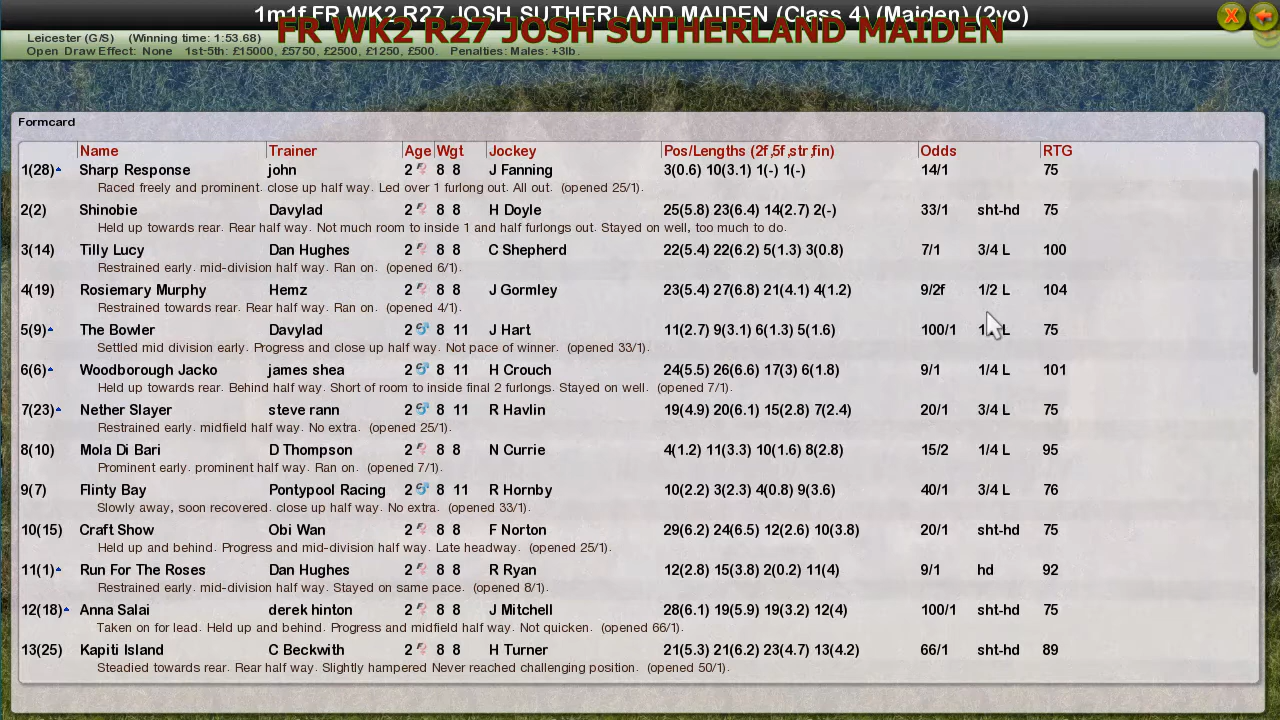 1m1f FR WK2 R27 JOSH SUTHERLAND MAIDEN (Class 4) (Maiden) (2yo)
FR WK2 R27 JOSH SUTHERLAND MAIDEN
Leicester (G/S) (Winning time: 1:53.68)
Open Draw Effect: None 1st-5th: £15000, £5750, £2500, £1250, £500. Penalties: Males: +3lb.
Formcard
Name Trainer Age Wgt Jockey Pos/Lengths (2f,5f,str,fin) Odds RTG
1(28) Sharp Response john 2 8 8 J Fanning 3(0.6) 10(3.1) 1(-) 1(-) 14/1 75
Raced freely and prominent. close up half way. Led over 1 furlong out. All out. (opened 25/1).
2(2) Shinobie Davylad 2 8 8 H Doyle 25(5.8) 23(6.4) 14(2.7) 2(-) 33/1 sht-hd 75
Held up towards rear. Rear half way. Not much room to inside 1 and half furlongs out. Stayed on well, too much to do.
3(14) Tilly Lucy Dan Hughes 2 8 8 C Shepherd 22(5.4) 22(6.2) 5(1.3) 3(0.8) 7/1 3/4 L 100
Restrained early. mid-division half way. Ran on. (opened 6/1).
4(19) Rosiemary Murphy Hemz 2 8 8 J Gormley 23(5.4) 27(6.8) 21(4.1) 4(1.2) 9/2f 1/2 L 104
Restrained towards rear. Rear half way. Ran on. (opened 4/1).
5(9) The Bowler Davylad 2 8 11 J Hart 11(2.7) 9(3.1) 6(1.3) 5(1.6) 100/1 L 75
Settled mid division early. Progress and close up half way. Not pace of winner. (opened 33/1).
6(6) Woodborough Jacko james shea 2 8 11 H Crouch 24(5.5) 26(6.6) 17(3) 6(1.8) 9/1 1/4 L 101
Held up towards rear. Behind half way. Short of room to inside final 2 furlongs. Stayed on well. (opened 7/1).
7(23) Nether Slayer steve rann 2 8 11 R Havlin 19(4.9) 20(6.1) 15(2.8) 7(2.4) 20/1 3/4 L 75
Restrained early. midfield half way. No extra. (opened 25/1).
8(10) Mola Di Bari D Thompson 2 8 8 N Currie 4(1.2) 11(3.3) 10(1.6) 8(2.8) 15/2 1/4 L 95
Prominent early. prominent half way. Ran on. (opened 7/1).
9(7) Flinty Bay Pontypool Racing 2 8 11 R Hornby 10(2.2) 3(2.3) 4(0.8) 9(3.6) 40/1 3/4 L 76
Slowly away, soon recovered. close up half way. No extra. (opened 33/1).
10(15) Craft Show Obi Wan 2 8 8 F Norton 29(6.2) 24(6.5) 12(2.6) 10(3.8) 20/1 sht-hd 75
Held up and behind. Progress and mid-division half way. Late headway. (opened 25/1).
11(1) Run For The Roses Dan Hughes 2 8 8 R Ryan 12(2.8) 15(3.8) 2(0.2) 11(4) 9/1 hd 92
Restrained early. mid-division half way. Stayed on same pace. (opened 8/1).
12(18) Anna Salai derek hinton 2 8 8 J Mitchell 28(6.1) 19(5.9) 19(3.2) 12(4) 100/1 sht-hd 75
Taken on for lead. Held up and behind. Progress and midfield half way. Not quicken. (opened 66/1).
13(25) Kapiti Island C Beckwith 2 8 8 H Turner 21(5.3) 21(6.2) 23(4.7) 13(4.2) 66/1 sht-hd 89
Steadied towards rear. Rear half way. Slightly hampered Never reached challenging position. (opened 50/1).